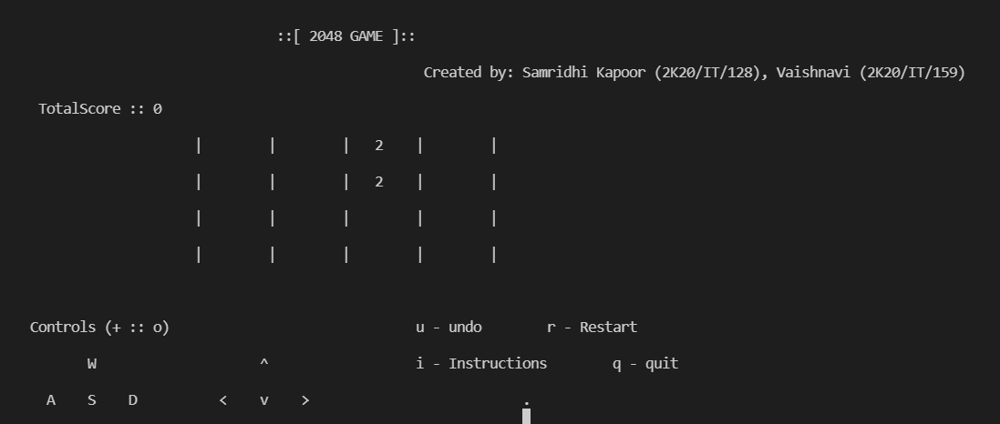 ::[ 2048 GAME ]::
Created by: Samridhi Kapoor (2K20/IT/128), Vaishnavi (2K20/IT/159)
TotalScore :: 0
|        |        |   2    |        |
|        |        |   2    |        |
|        |        |        |        |
|        |        |        |        |
Controls (+ :: o)                              u - undo        r - Restart
W                    ^                  i - Instructions        q - quit
A    S    D          <    v    >                          .